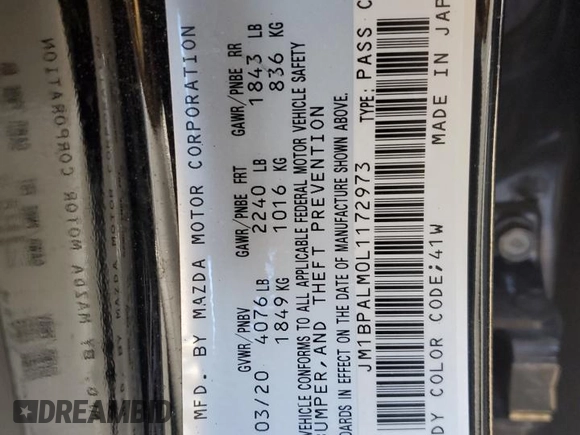 MFD. BY MAZDA MOTOR CORPORATION
GVWR/PNBV GAWR/PNBE FRT GAWR/PNBE RR
03/20 4076 LB 2240 LB 1843 LB
1849 KG 1016 KG 836 KG
VEHICLE CONFORMS TO ALL APPLICABLE FEDERAL MOTOR VEHICLE SAFETY
BUMPER, AND THEFT PREVENTION
ARDS IN EFFECT ON THE DATE OF MANUFACTURE SHOWN ABOVE.
JM1BPALM0L1172973 TYPE: PASS C
DY COLOR CODE; 41W MADE IN JAP
DREAMBID